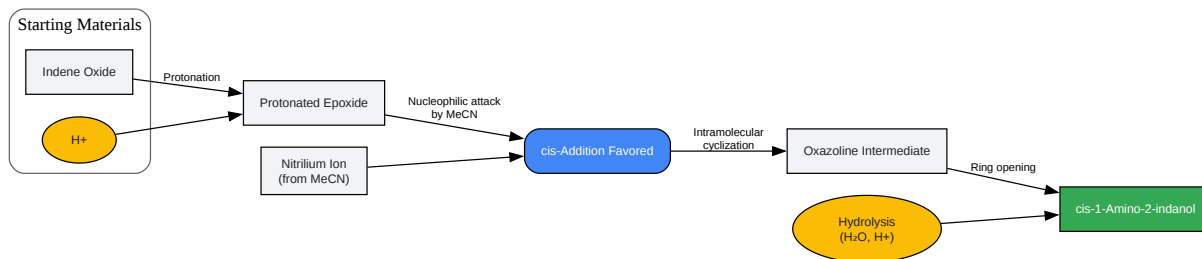 Starting Materials
Indene Oxide
H+
Protonation
Protonated Epoxide
Nitrilium Ion
(from MeCN)
Nucleophilic attack
by MeCN
cis-Addition Favored
Intramolecular
cyclization
Oxazoline Intermediate
Hydrolysis
(H₂O, H+)
Ring opening
cis-1-Amino-2-indanol